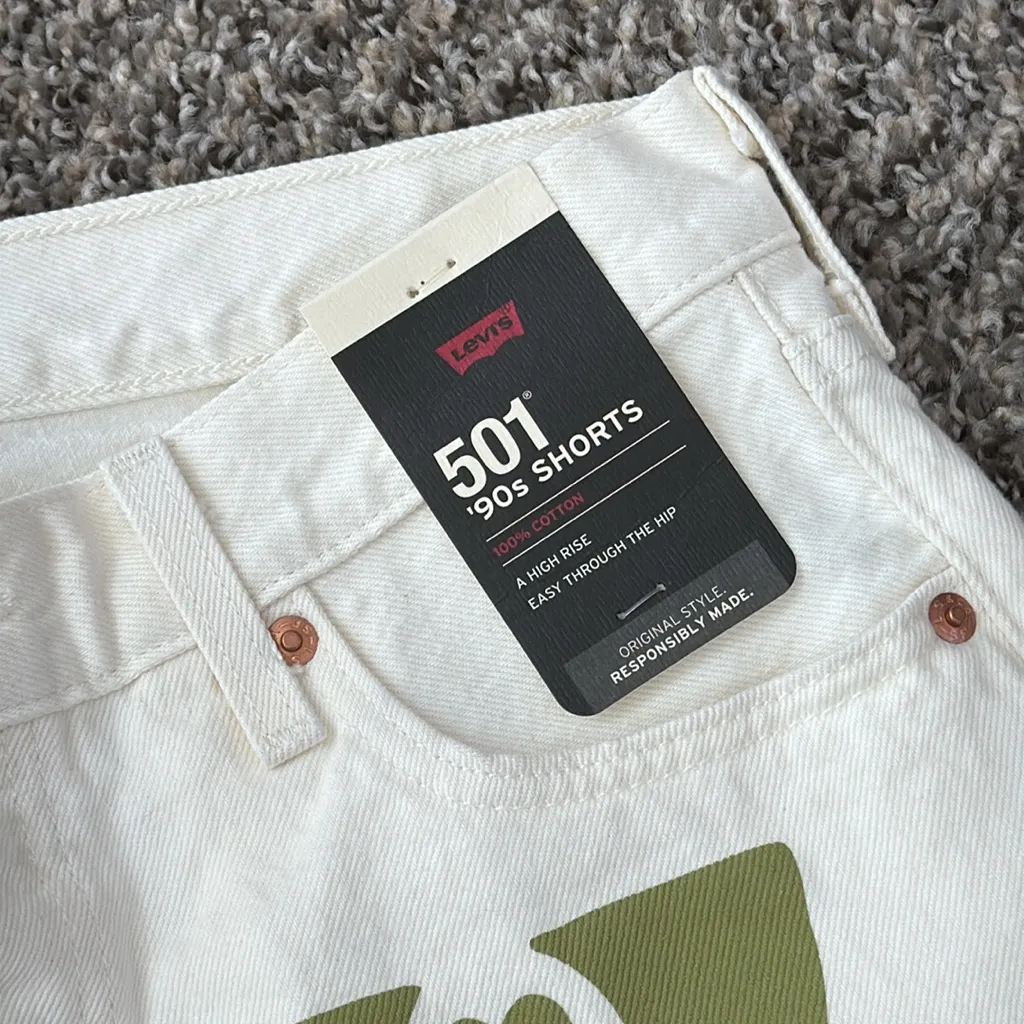 Levi's
501®
'90s SHORTS
100% COTTON
A HIGH RISE
EASY THROUGH THE HIP
ORIGINAL STYLE.
RESPONSIBLY MADE.